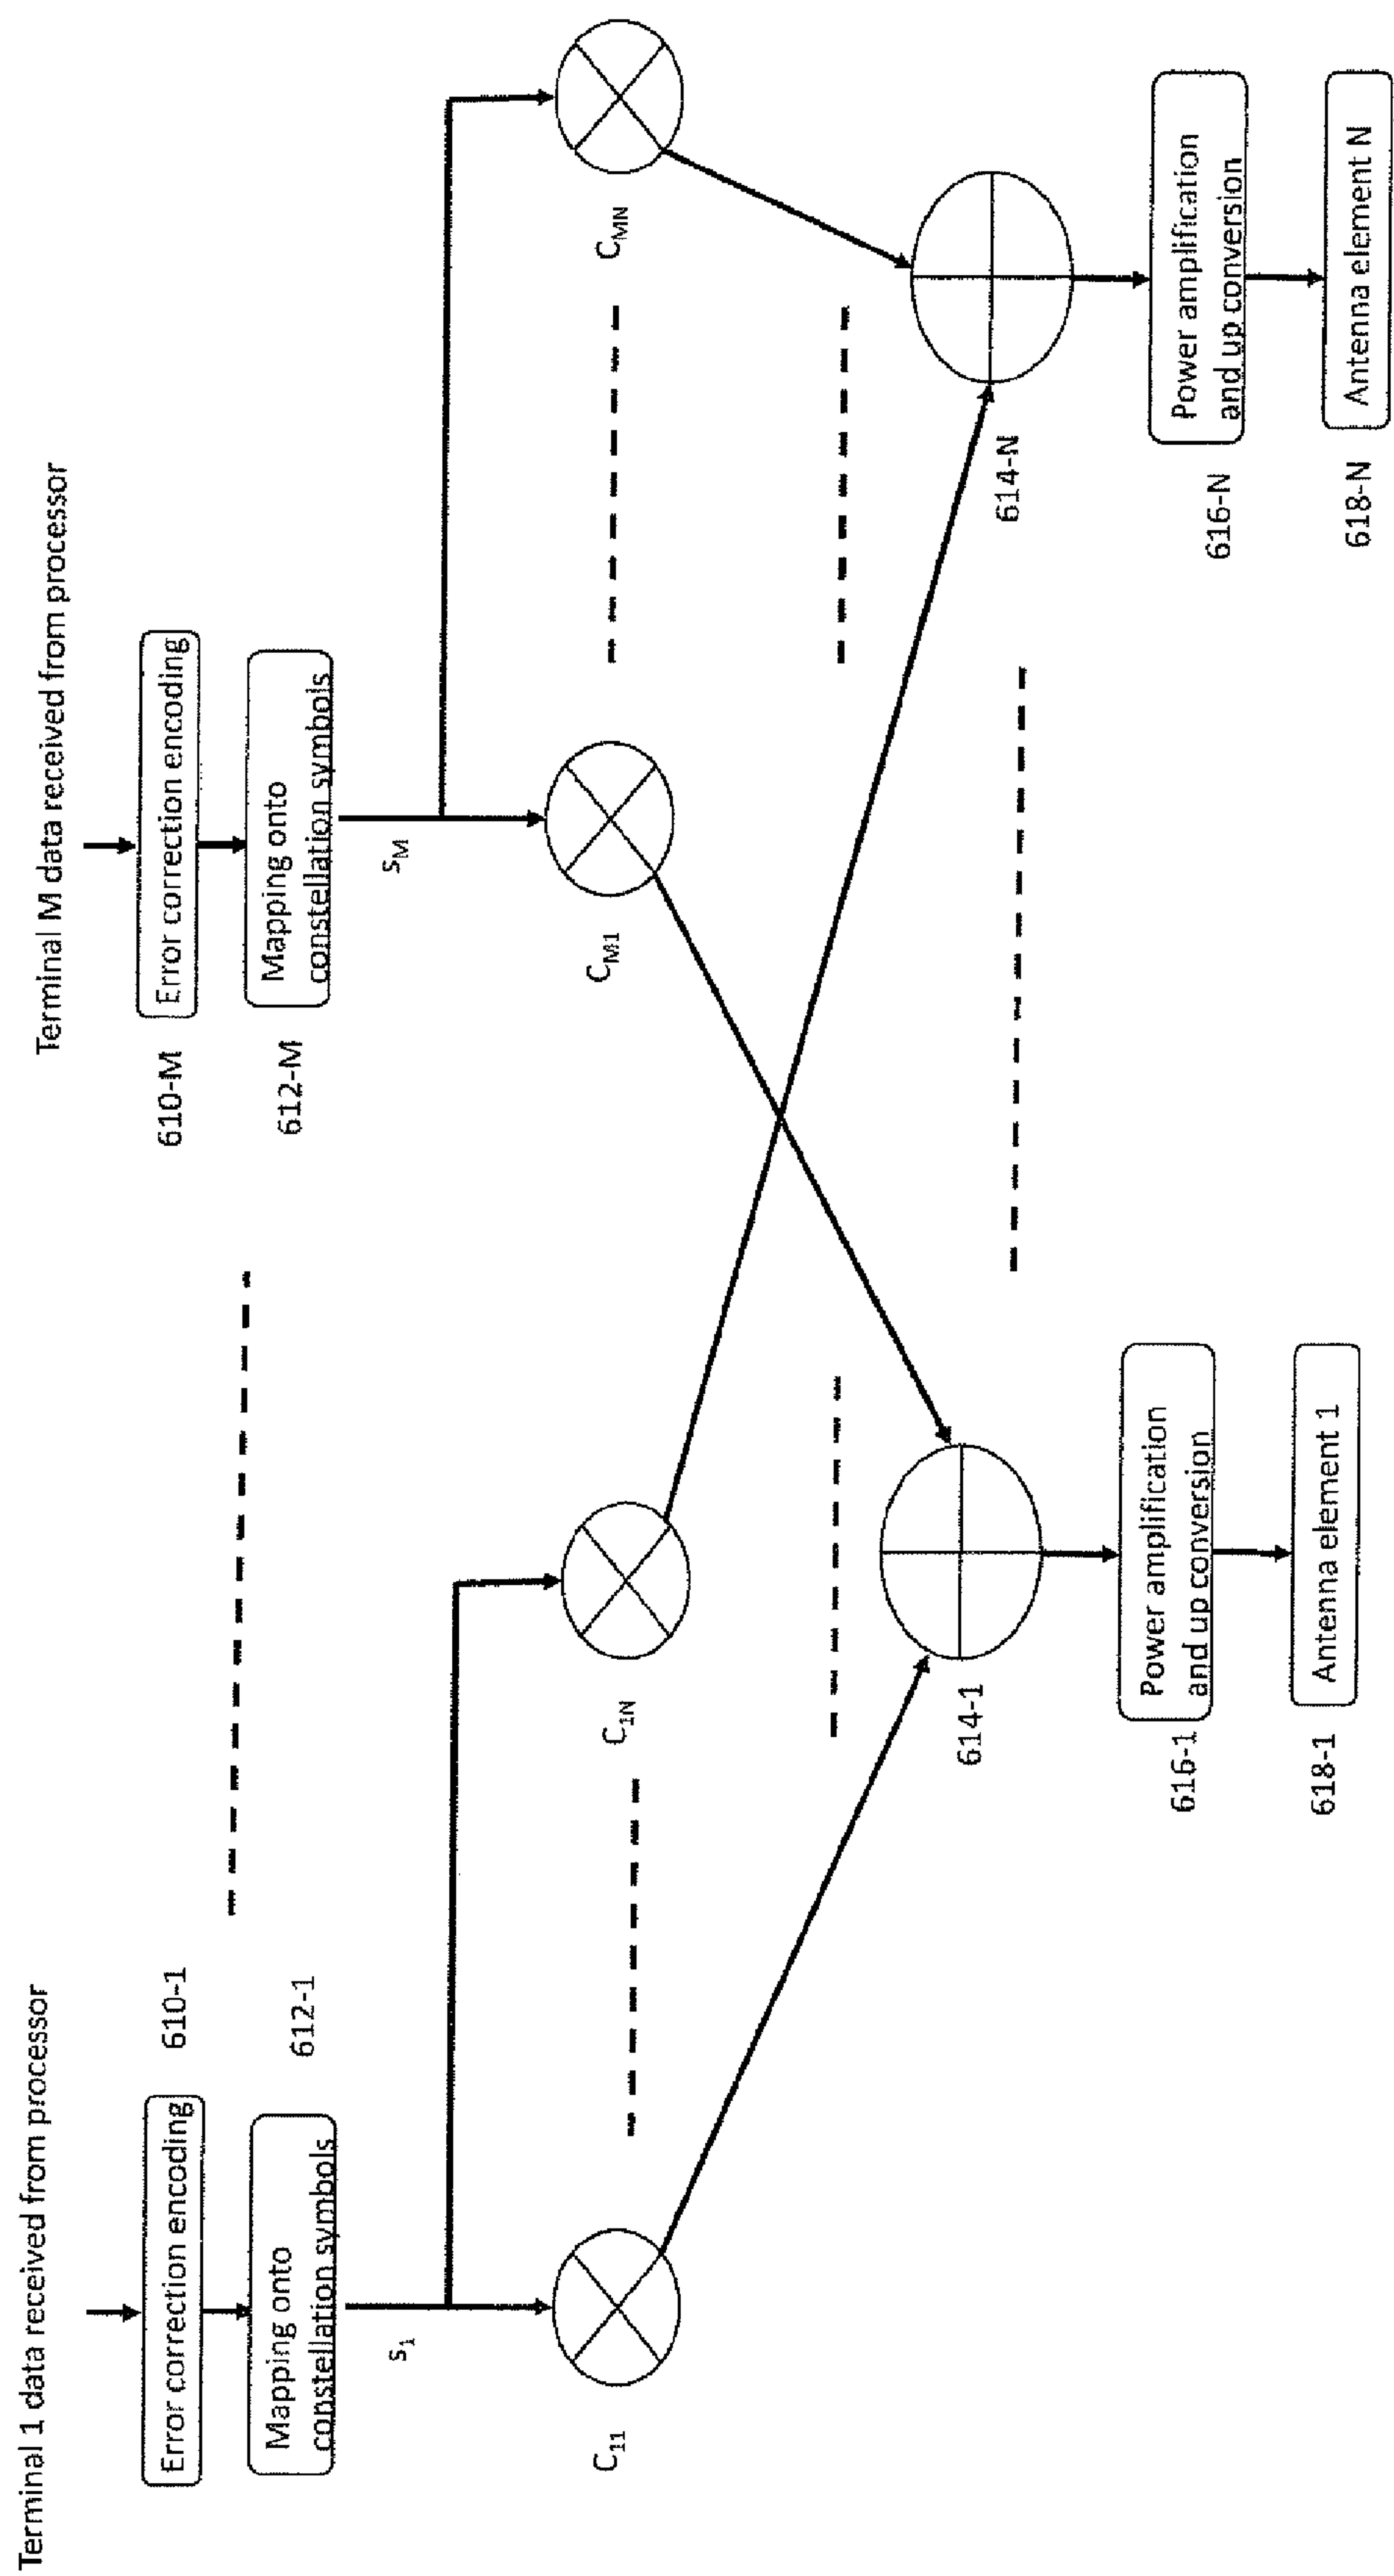 Terminal 1 data received from processor
Error correction encoding
610-1
Mapping onto
constellation symbols
612-1
s1
C11
C1N
Terminal M data received from processor
Error correction encoding
610-M
Mapping onto
constellation symbols
612-M
sM
CM1
CMN
614-1
Power amplification
and up conversion
616-1
Antenna element 1
618-1
614-N
Power amplification
and up conversion
616-N
Antenna element N
618-N